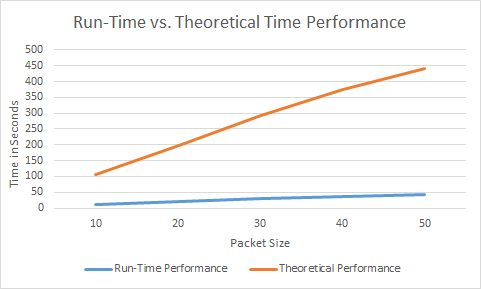 Run-Time vs. Theoretical Time Performance
500
450
400
350
300
250
200
150
100
50
0
Time in Seconds
10 20 30 40 50
Packet Size
Run-Time Performance Theoretical Performance